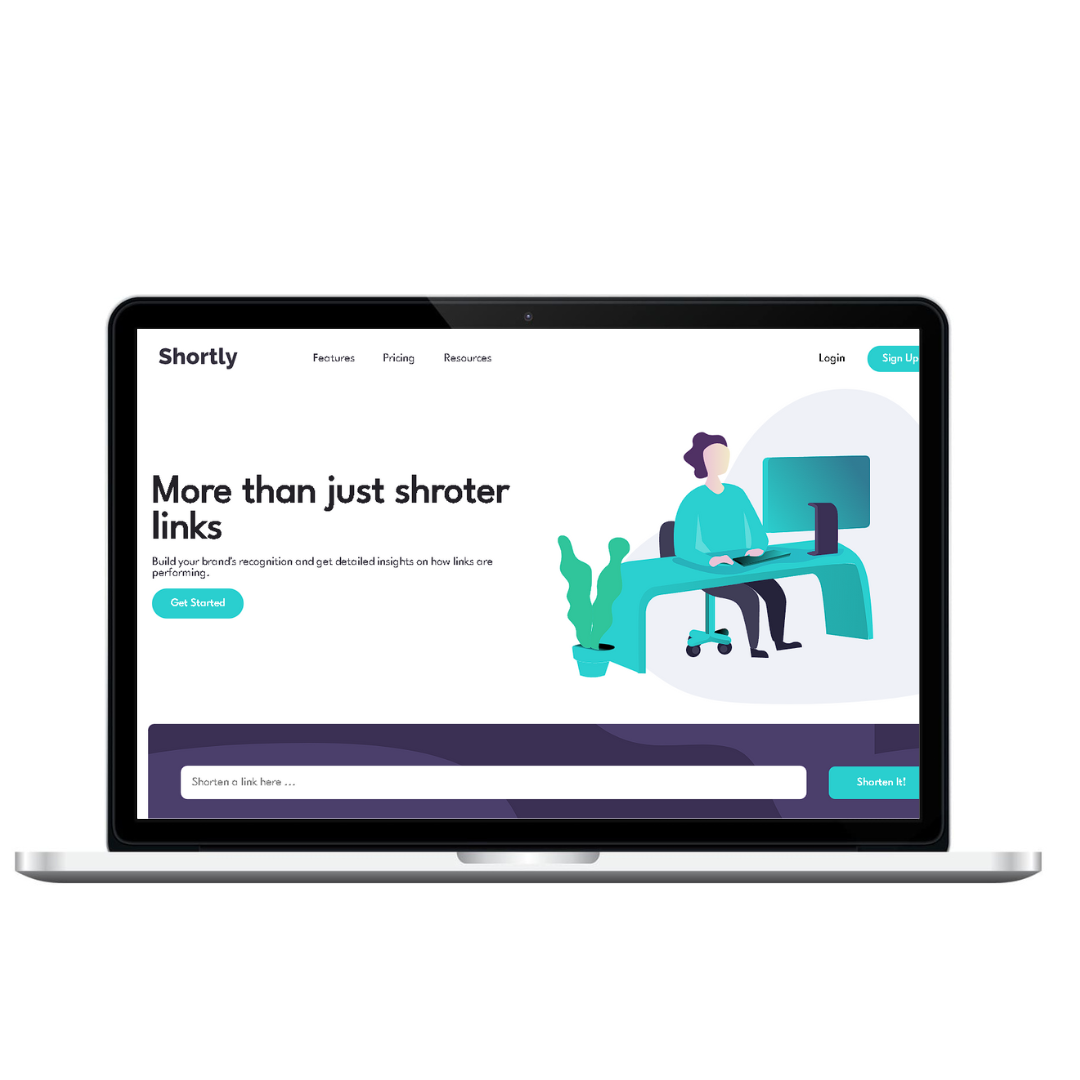 Shortly
Features Pricing Resources
Login Sign Up
More than just shroter
links
Build your brand's recognition and get detailed insights on how links are
performing.
Get Started
Shorten a link here ...
Shorten It!